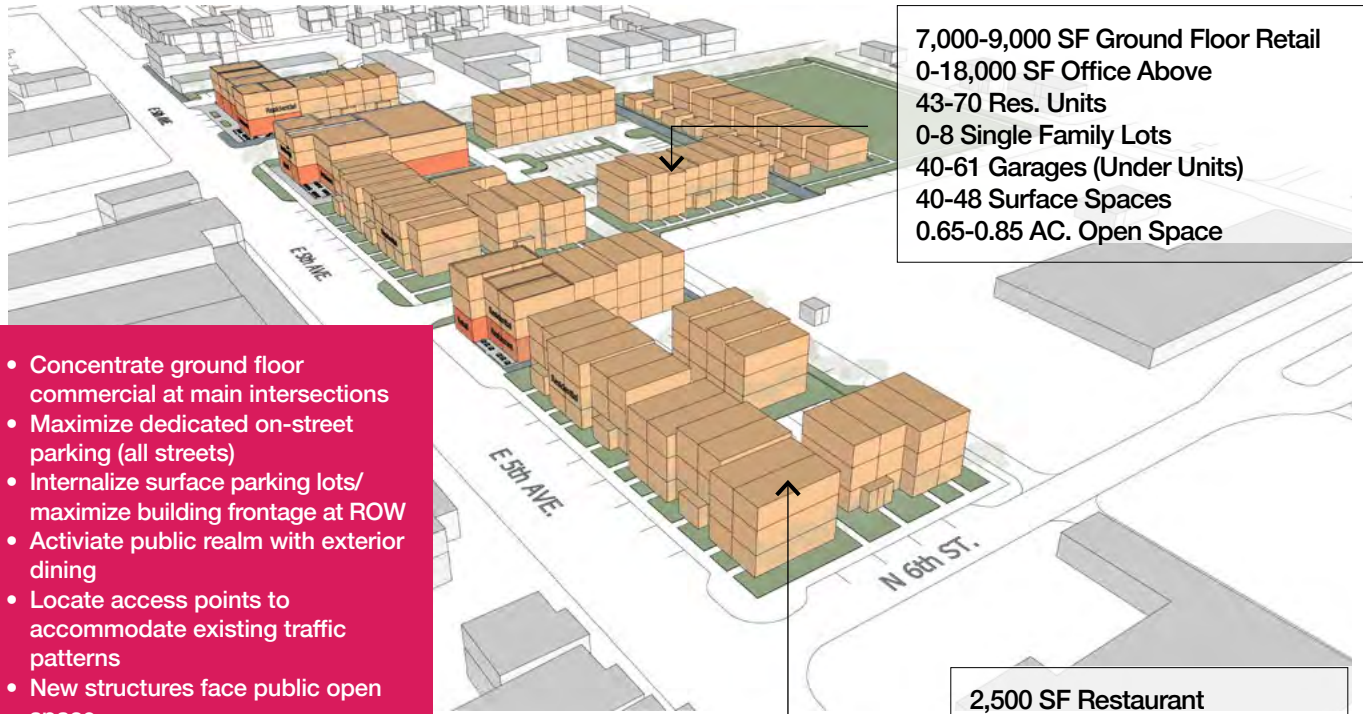 7,000-9,000 SF Ground Floor Retail
0-18,000 SF Office Above
43-70 Res. Units
0-8 Single Family Lots
40-61 Garages (Under Units)
40-48 Surface Spaces
0.65-0.85 AC. Open Space
Residential
E 5th AVE.
E 5th AVE.
N 6th ST.
Residential
• Concentrate ground floor
commercial at main intersections
• Maximize dedicated on-street
parking (all streets)
• Internalize surface parking lots/
maximize building frontage at ROW
• Activiate public realm with exterior
dining
• Locate access points to
accommodate existing traffic
patterns
• New structures face public open
2,500 SF Restaurant